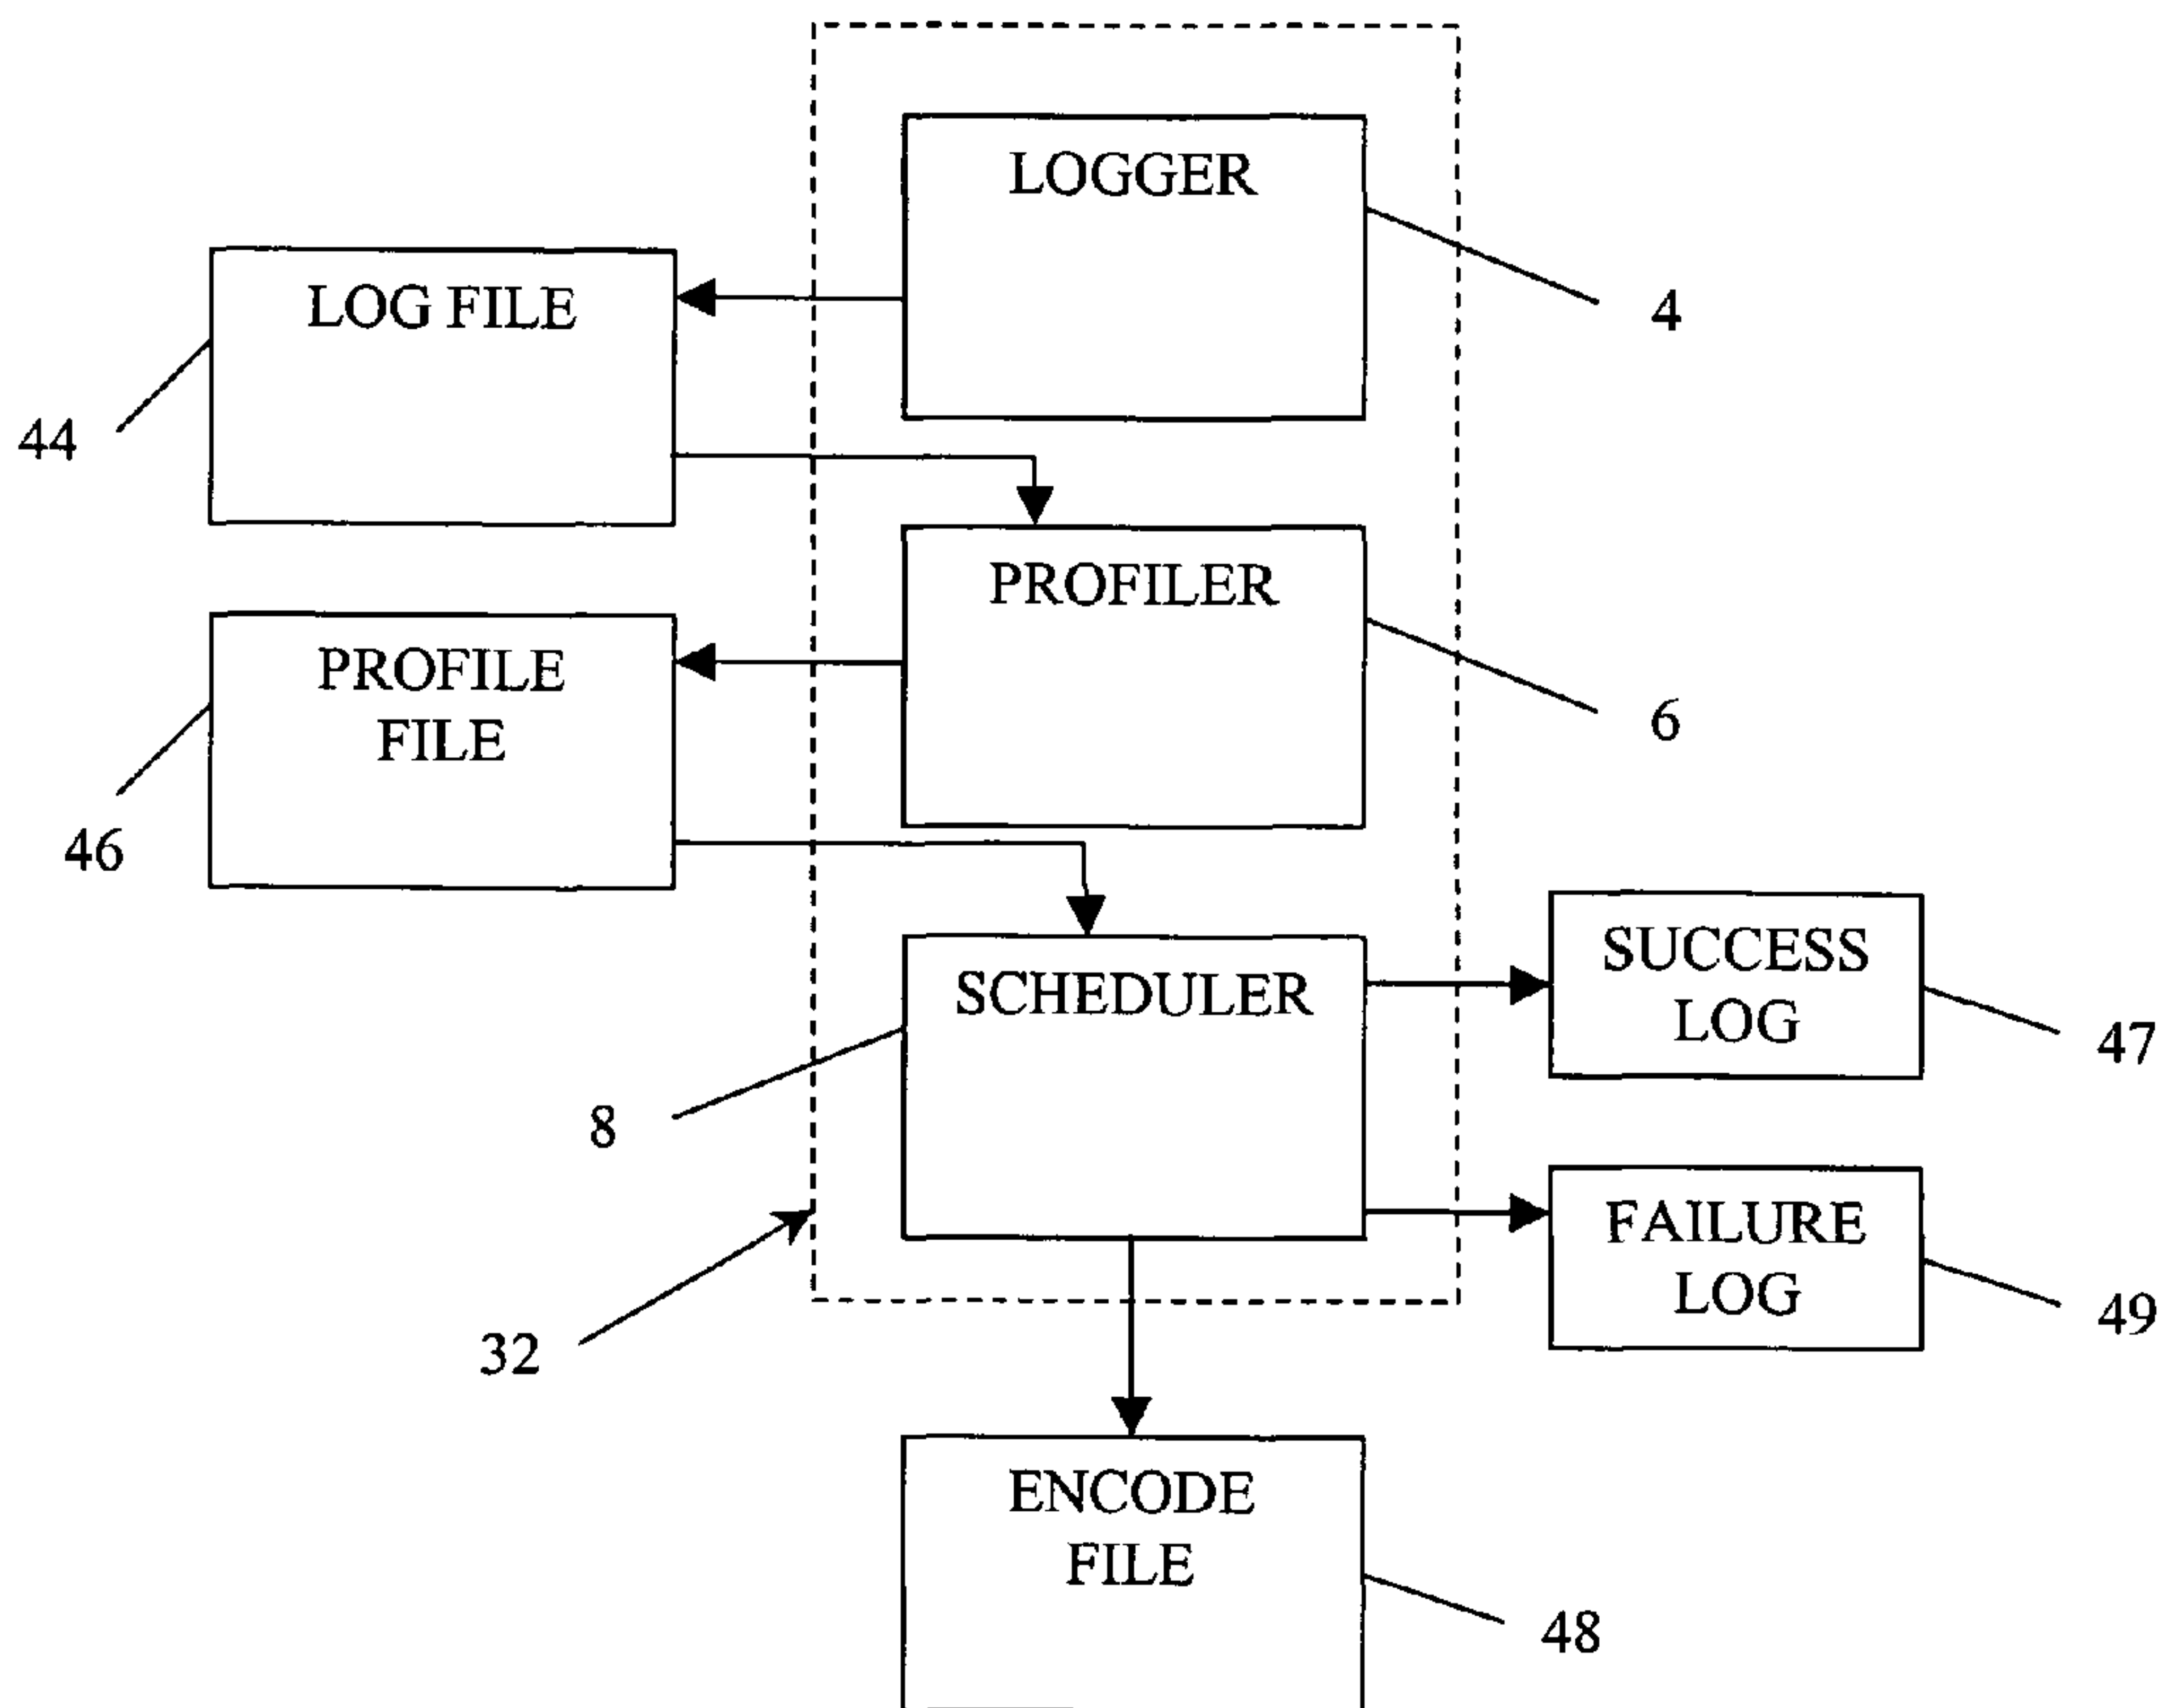 LOGGER
4
LOG FILE
44
PROFILER
6
PROFILE
FILE
46
SCHEDULER
8
SUCCESS
LOG
47
FAILURE
LOG
49
32
ENCODE
FILE
48